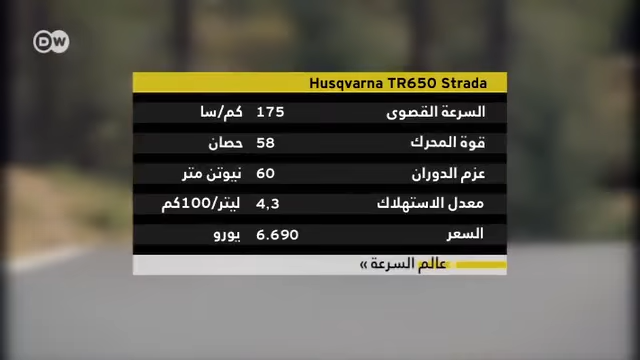 DW
Husqvarna TR650 Strada
السرعة القصوى 175 كم/سا
قوة المحرك 58 حصان
عزم الدوران 60 نيوتن متر
معدل الاستهلاك 4,3 ليتر/100كم
السعر 6.690 يورو
عالم السرعة »